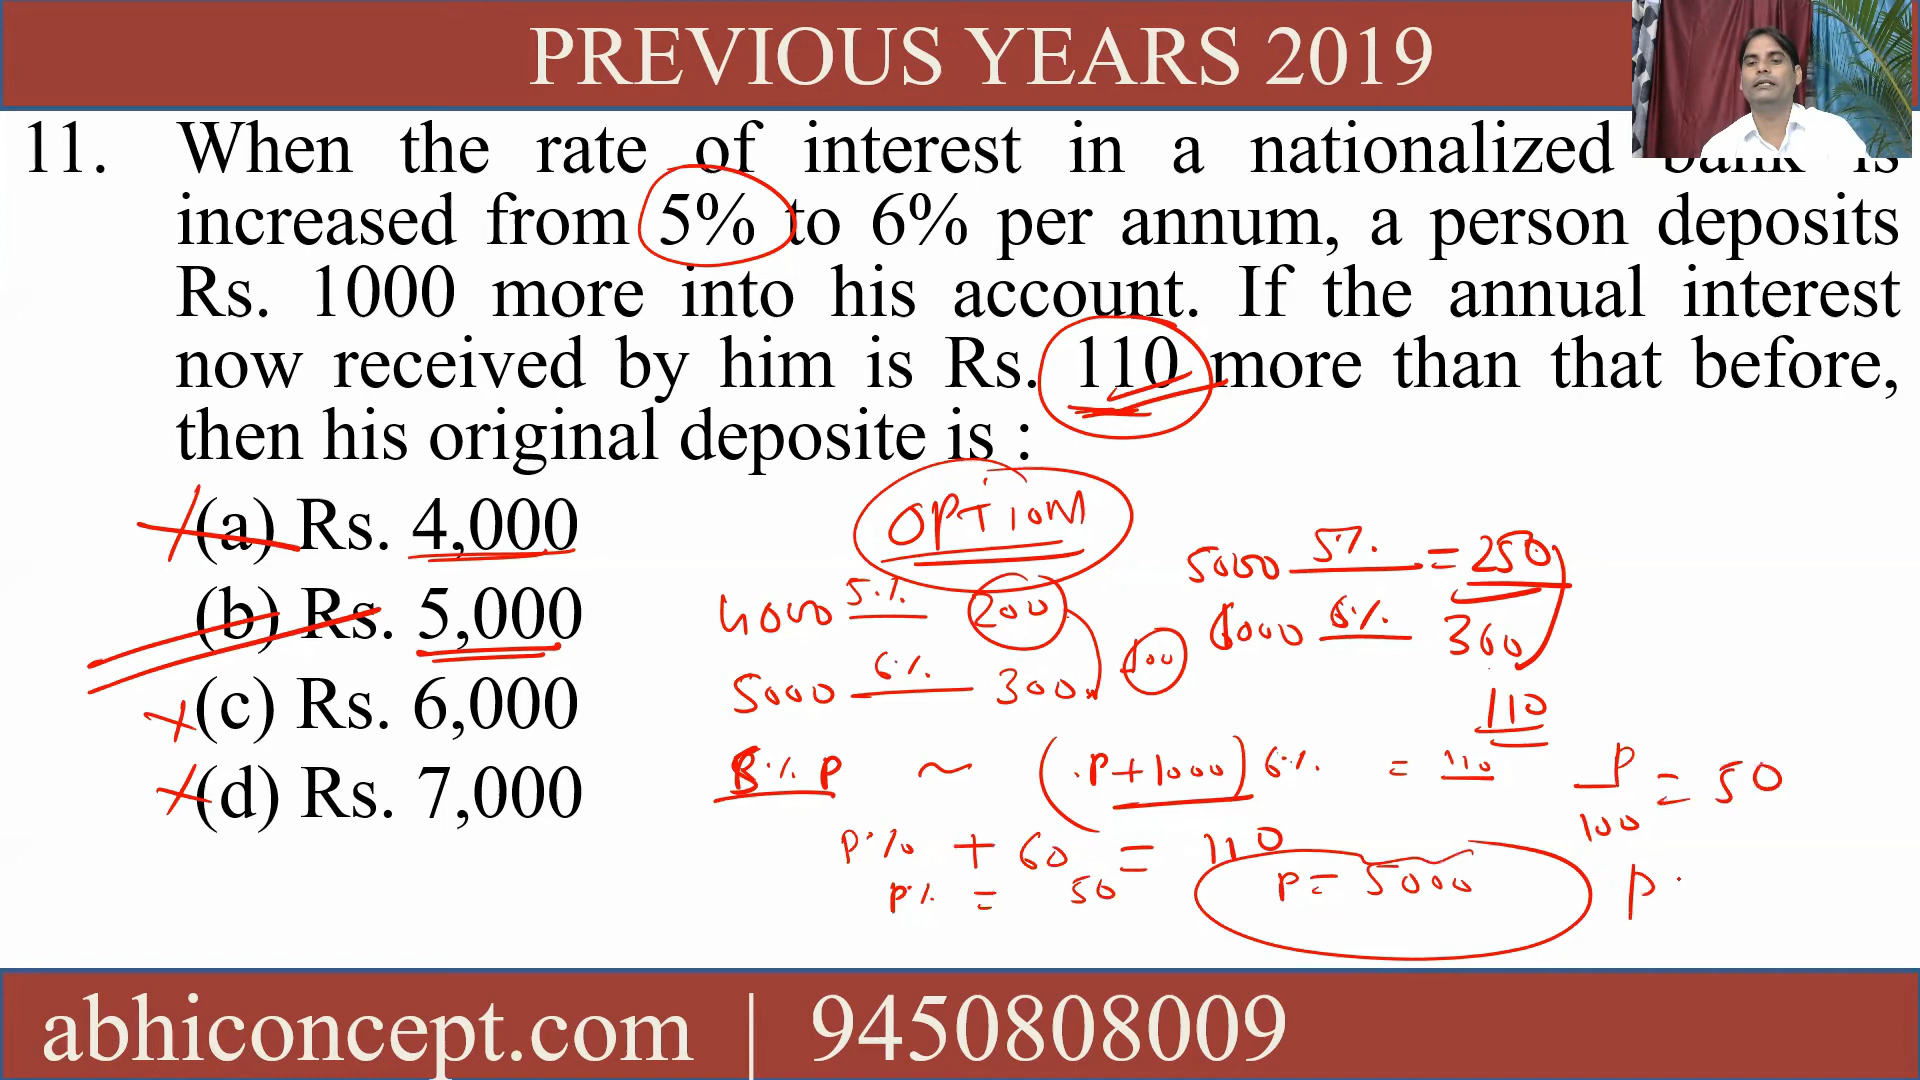 PREVIOUS YEARS 2019
11. When the rate of interest in a nationalized bank is
increased from 5% to 6% per annum, a person deposits
Rs. 1000 more into his account. If the annual interest
now received by him is Rs. 110 more than that before,
then his original deposite is :
(a) Rs. 4,000
(b) Rs. 5,000
(c) Rs. 6,000
(d) Rs. 7,000
OPTION
4000 5% 200
5000 6% 300
100
5000 5% = 250
6000 6% 360
110
5% P ~ (P+1000) 6% = 110
P% + 60 = 110
P% = 50
P/100 = 50
P = 5000
P
abhiconcept.com | 9450808009